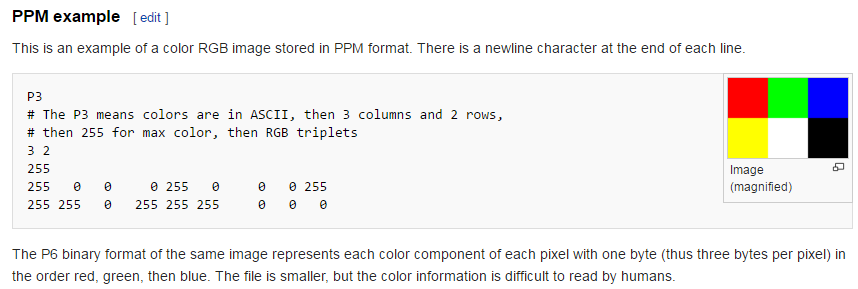 PPM example [ edit ]
This is an example of a color RGB image stored in PPM format. There is a newline character at the end of each line.
P3
# The P3 means colors are in ASCII, then 3 columns and 2 rows,
# then 255 for max color, then RGB triplets
3 2
255
255   0   0     0 255   0     0   0 255
255 255   0   255 255 255     0   0   0
Image
(magnified)
The P6 binary format of the same image represents each color component of each pixel with one byte (thus three bytes per pixel) in
the order red, green, then blue. The file is smaller, but the color information is difficult to read by humans.